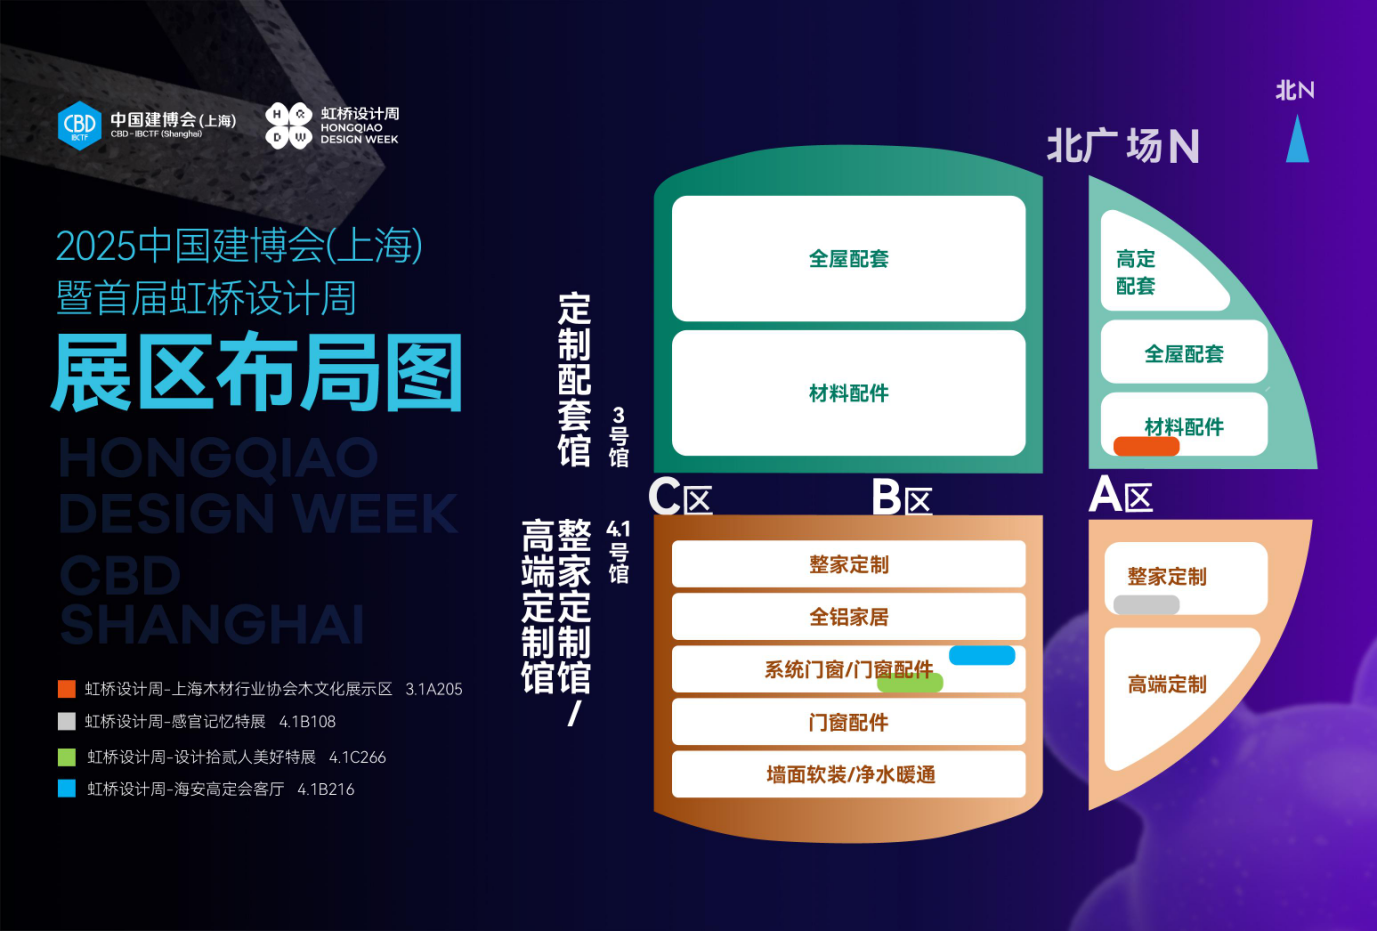 CBD
IBCTF
中国建博会(上海)
CBD-IBCTF (Shanghai)
H Q
D W
虹桥设计周
HONGQIAO
DESIGN WEEK
2025中国建博会(上海)
暨首届虹桥设计周
展区布局图
HONGQIAO
DESIGN WEEK
CBD
SHANGHAI
虹桥设计周-上海木材行业协会木文化展示区 3.1A205
虹桥设计周-感官记忆特展 4.1B108
虹桥设计周-设计拾贰人美好特展 4.1C266
虹桥设计周-海安高定会客厅 4.1B216
北N
北广场N
定制配套馆
3号馆
全屋配套
材料配件
高定
配套
全屋配套
材料配件
C区
B区
A区
整家定制馆/
高端定制馆
4.1号馆
整家定制
全铝家居
系统门窗/门窗配件
门窗配件
墙面软装/净水暖通
整家定制
高端定制